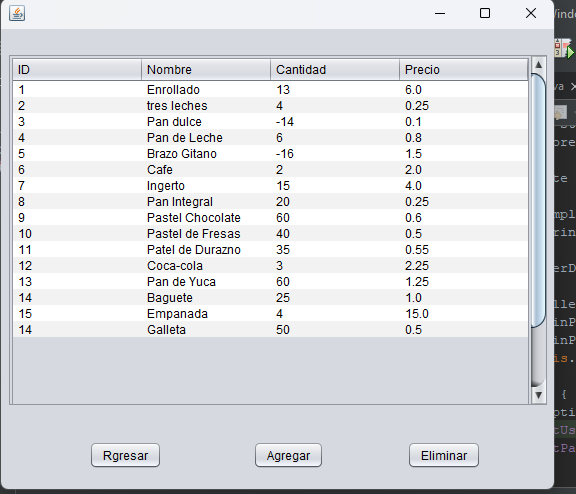 Window
ID Nombre Cantidad Precio
1 Enrollado 13 6.0
2 tres leches 4 0.25
3 Pan dulce -14 0.1
4 Pan de Leche 6 0.8
5 Brazo Gitano -16 1.5
6 Cafe 2 2.0
7 Ingerto 15 4.0
8 Pan Integral 20 0.25
9 Pastel Chocolate 60 0.6
10 Pastel de Fresas 40 0.5
11 Patel de Durazno 35 0.55
12 Coca-cola 3 2.25
13 Pan de Yuca 60 1.25
14 Baguete 25 1.0
15 Empanada 4 15.0
14 Galleta 50 0.5
Rgresar Agregar Eliminar